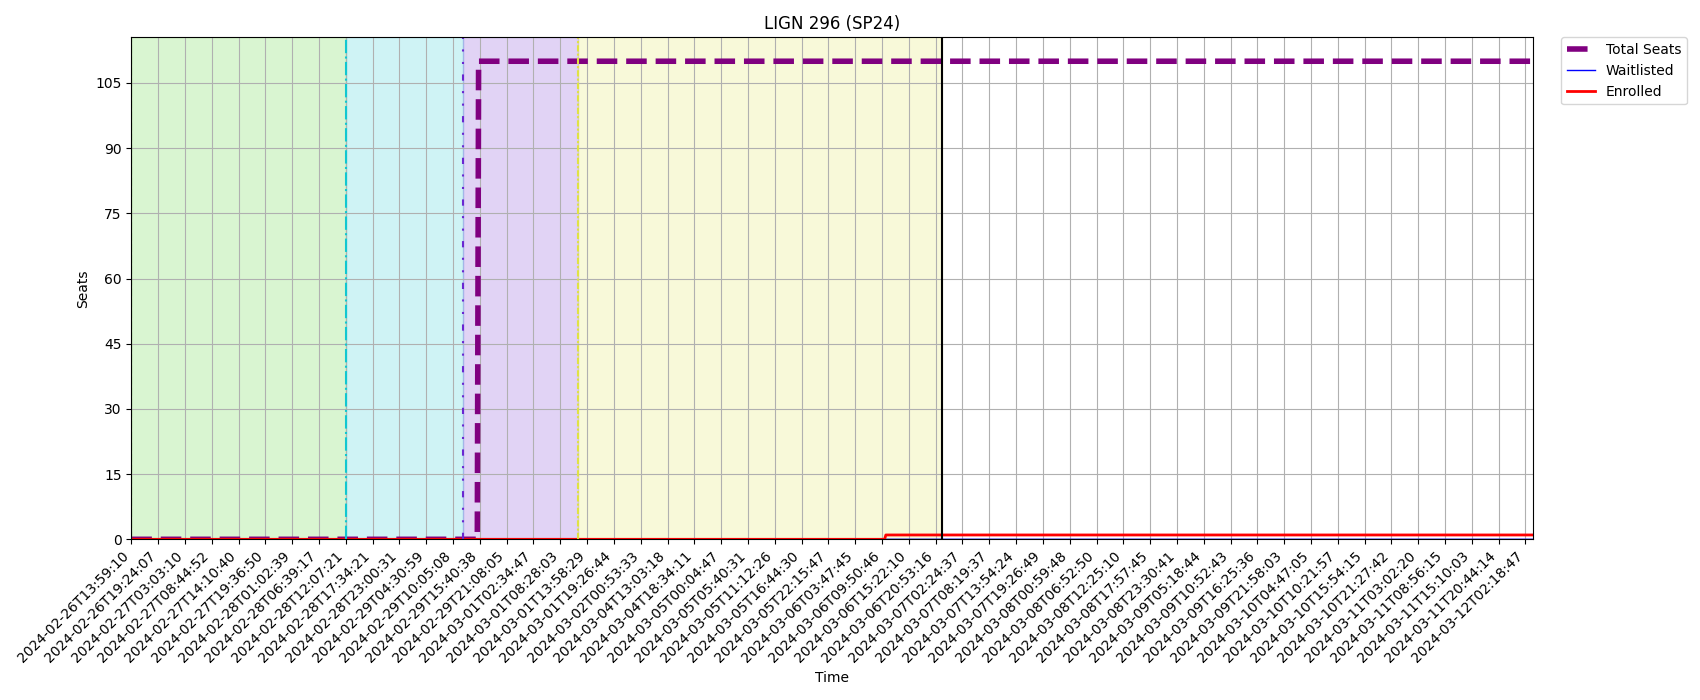 LIGN 296 (SP24)
Total Seats
Waitlisted
Enrolled
105
90
75
60
45
30
15
0
Seats
2024-02-26T13:59:10
2024-02-26T19:24:07
2024-02-27T03:03:10
2024-02-27T08:44:52
2024-02-27T14:10:40
2024-02-27T19:36:50
2024-02-28T01:02:39
2024-02-28T06:39:17
2024-02-28T12:07:21
2024-02-28T17:34:21
2024-02-28T23:00:31
2024-02-29T04:30:59
2024-02-29T10:05:08
2024-02-29T15:40:38
2024-02-29T21:08:05
2024-03-01T02:34:47
2024-03-01T08:28:03
2024-03-01T13:58:29
2024-03-01T19:26:44
2024-03-02T00:53:33
2024-03-04T13:03:18
2024-03-04T18:34:11
2024-03-05T00:04:47
2024-03-05T05:40:31
2024-03-05T11:12:26
2024-03-05T16:44:30
2024-03-05T22:15:47
2024-03-06T03:47:45
2024-03-06T09:50:46
2024-03-06T15:22:10
2024-03-06T20:53:16
2024-03-07T02:24:37
2024-03-07T08:19:37
2024-03-07T13:54:24
2024-03-07T19:26:49
2024-03-08T00:59:48
2024-03-08T06:52:50
2024-03-08T12:25:10
2024-03-08T17:57:45
2024-03-08T23:30:41
2024-03-09T05:18:44
2024-03-09T10:52:43
2024-03-09T16:25:36
2024-03-09T21:58:03
2024-03-10T04:47:05
2024-03-10T10:21:57
2024-03-10T15:54:15
2024-03-10T21:27:42
2024-03-11T03:02:20
2024-03-11T08:56:15
2024-03-11T15:10:03
2024-03-11T20:44:14
2024-03-12T02:18:47
Time